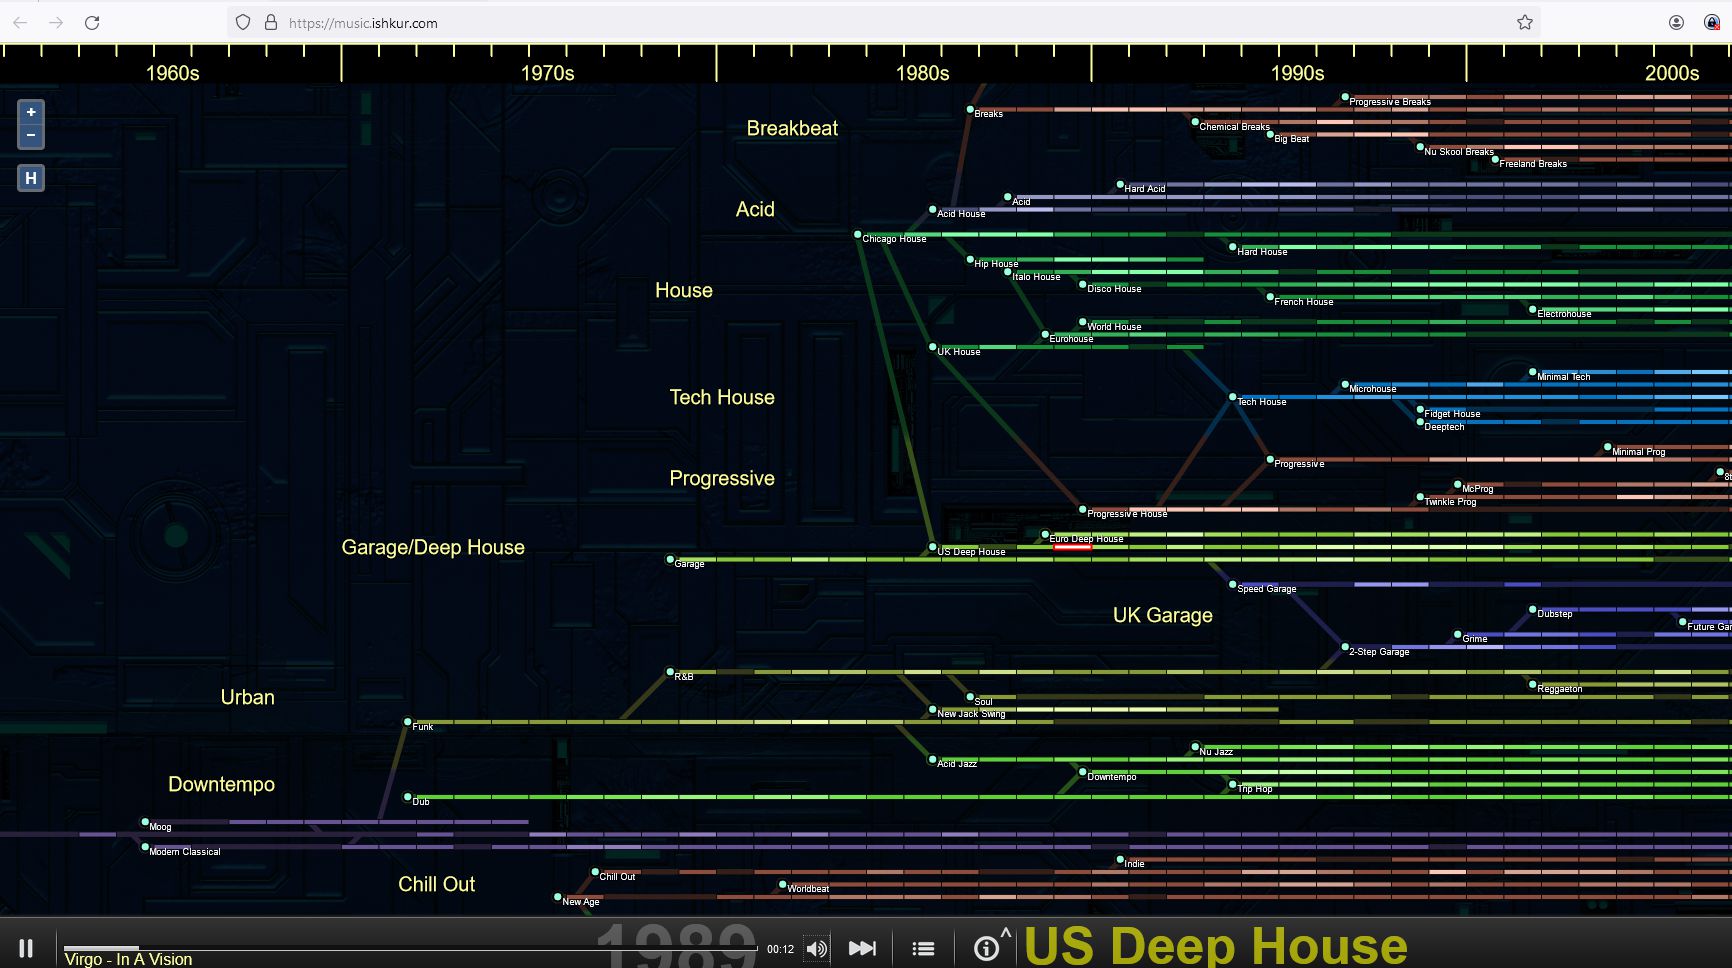 https://music.ishkur.com
1960s
1970s
1980s
1990s
2000s
+
−
H
Progressive Breaks
Breaks
Breakbeat
Chemical Breaks
Big Beat
Nu Skool Breaks
Freeland Breaks
Hard Acid
Acid
Acid
Acid House
Chicago House
Hard House
Hip House
Italo House
House
Disco House
French House
Electrohouse
World House
Eurohouse
UK House
Minimal Tech
Microhouse
Tech House
Tech House
Fidget House
Deeptech
Minimal Prog
Progressive
Progressive
McProg
Twinkle Prog
Progressive House
Euro Deep House
Garage/Deep House
US Deep House
Garage
Speed Garage
UK Garage
Dubstep
Future Gar
Grime
2-Step Garage
R&B
Reggaeton
Urban
Soul
New Jack Swing
Funk
Nu Jazz
Acid Jazz
Downtempo
Downtempo
Trip Hop
Dub
Moog
Modern Classical
Indie
Chill Out
Chill Out
Worldbeat
New Age
1989
00:12
US Deep House
Virgo - In A Vision